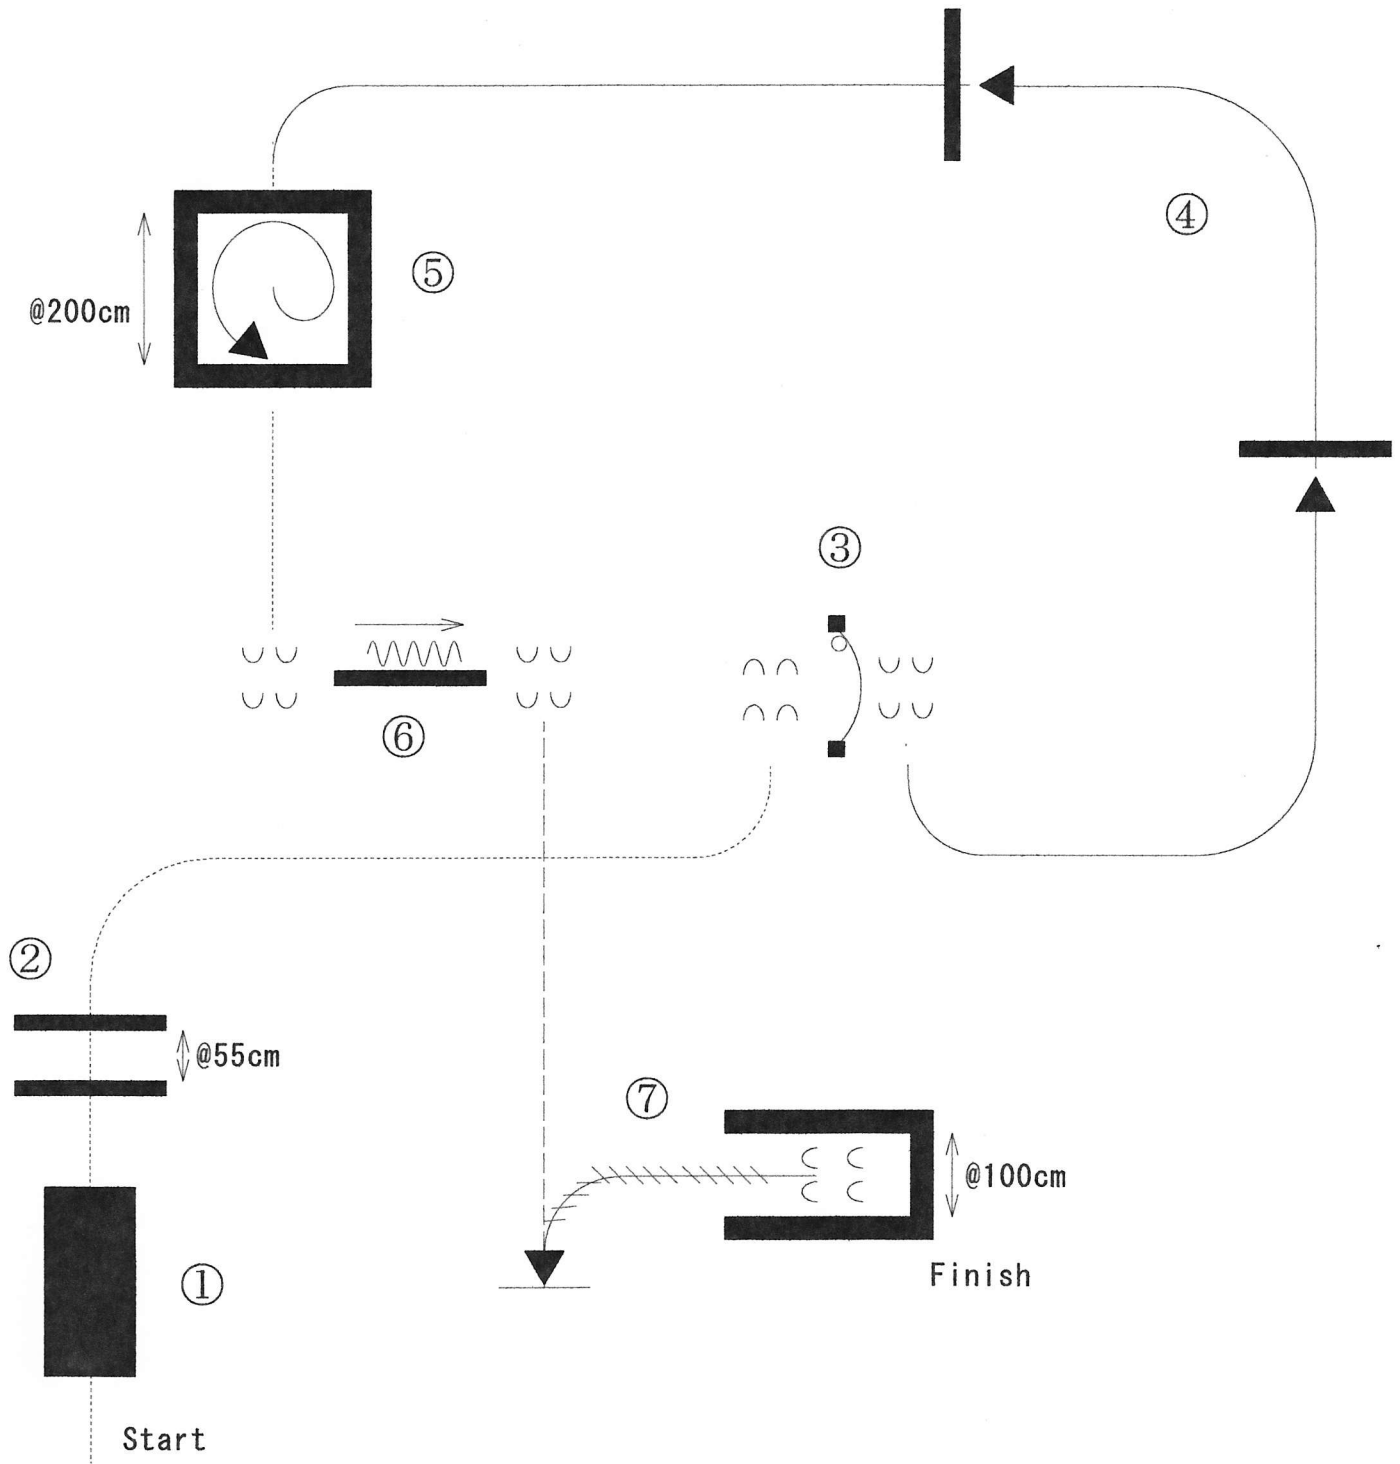 ④
⑤
@200cm
③
⑥
②
@55cm
⑦
@100cm
①
Finish
Start